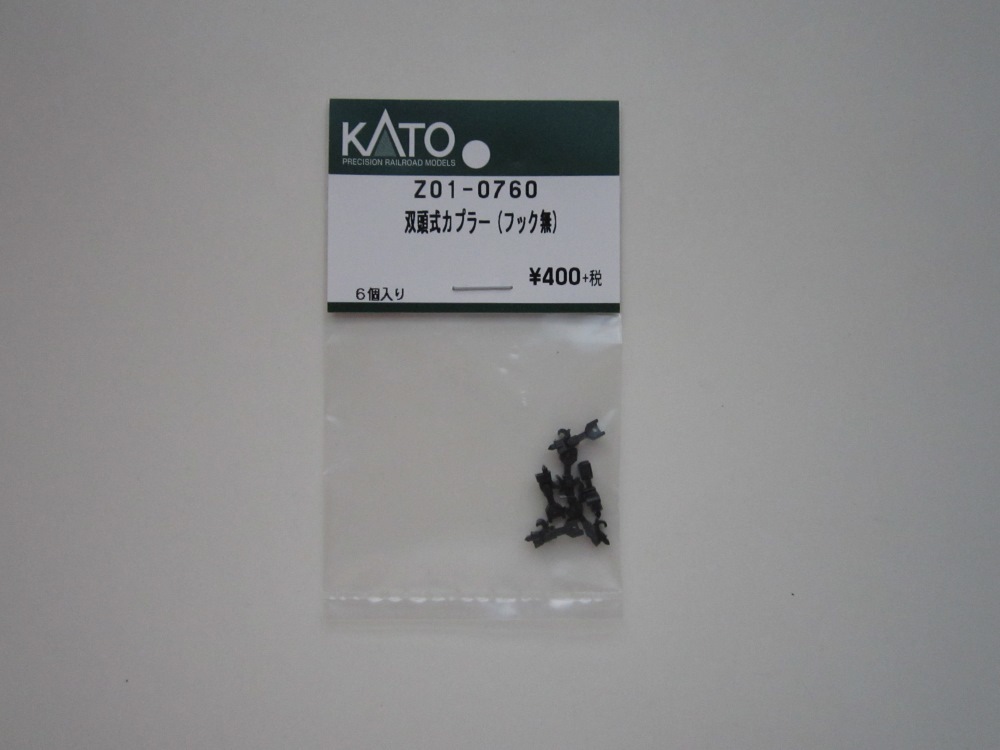 KATO
PRECISION RAILROAD MODELS
Z01-0760
双頭式カプラー(フック無)
¥400+税
6個入り